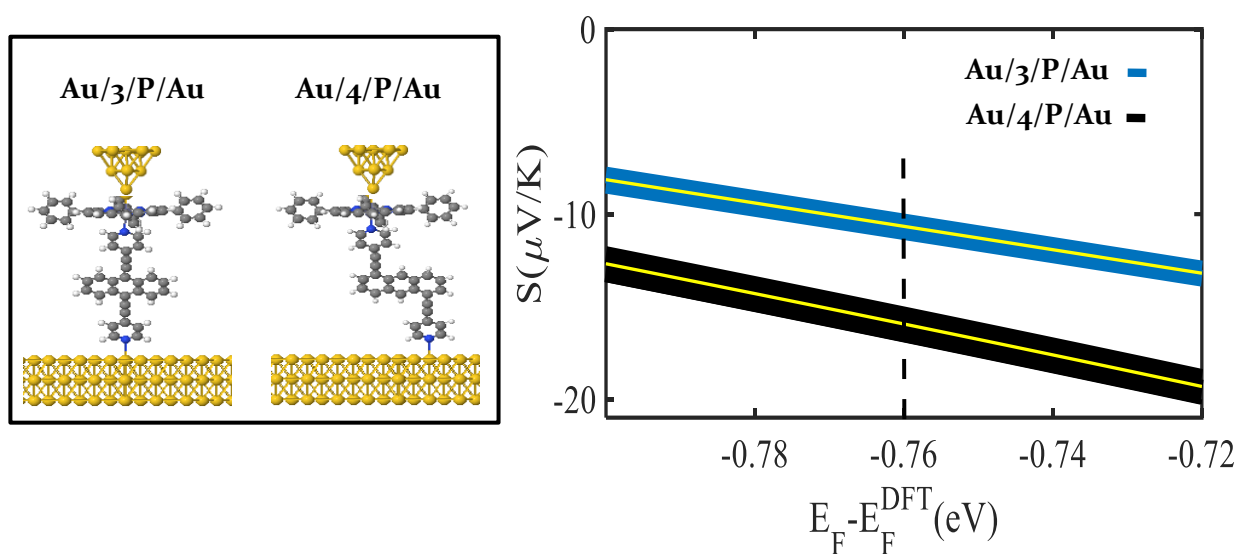 Au/3/P/Au
Au/4/P/Au
S(μV/K)
0
-10
-20
Au/3/P/Au
Au/4/P/Au
-0.78
-0.76
-0.74
-0.72
E_F-E_F^DFT(eV)